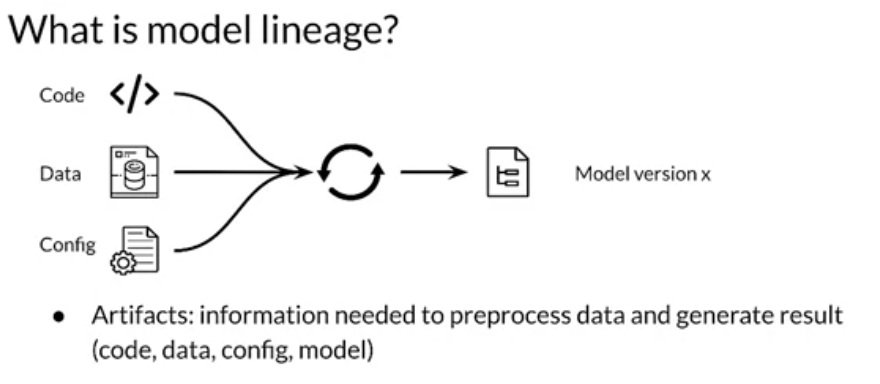 What is model lineage?
Code </>
Data
Model version x
Config
● Artifacts: information needed to preprocess data and generate result
(code, data, config, model)